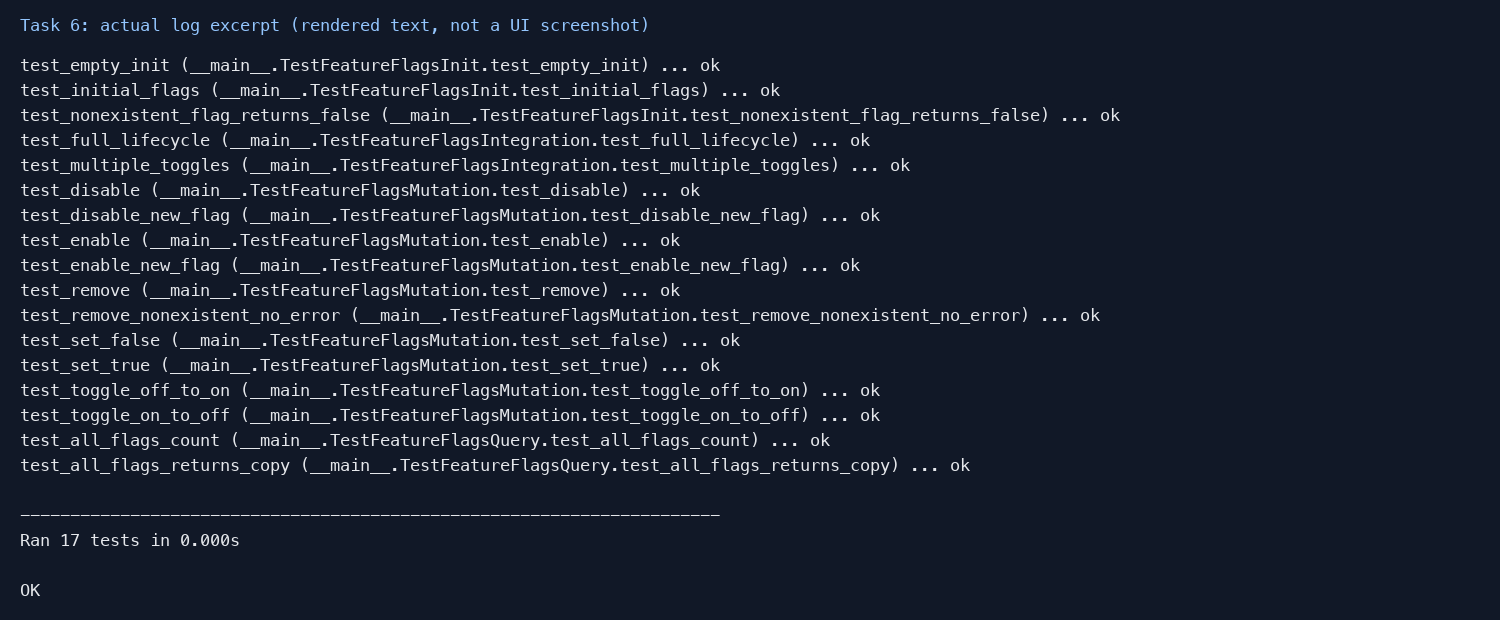 Task 6: actual log excerpt (rendered text, not a UI screenshot)
test_empty_init (__main__.TestFeatureFlagsInit.test_empty_init) ... ok
test_initial_flags (__main__.TestFeatureFlagsInit.test_initial_flags) ... ok
test_nonexistent_flag_returns_false (__main__.TestFeatureFlagsInit.test_nonexistent_flag_returns_false) ... ok
test_full_lifecycle (__main__.TestFeatureFlagsIntegration.test_full_lifecycle) ... ok
test_multiple_toggles (__main__.TestFeatureFlagsIntegration.test_multiple_toggles) ... ok
test_disable (__main__.TestFeatureFlagsMutation.test_disable) ... ok
test_disable_new_flag (__main__.TestFeatureFlagsMutation.test_disable_new_flag) ... ok
test_enable (__main__.TestFeatureFlagsMutation.test_enable) ... ok
test_enable_new_flag (__main__.TestFeatureFlagsMutation.test_enable_new_flag) ... ok
test_remove (__main__.TestFeatureFlagsMutation.test_remove) ... ok
test_remove_nonexistent_no_error (__main__.TestFeatureFlagsMutation.test_remove_nonexistent_no_error) ... ok
test_set_false (__main__.TestFeatureFlagsMutation.test_set_false) ... ok
test_set_true (__main__.TestFeatureFlagsMutation.test_set_true) ... ok
test_toggle_off_to_on (__main__.TestFeatureFlagsMutation.test_toggle_off_to_on) ... ok
test_toggle_on_to_off (__main__.TestFeatureFlagsMutation.test_toggle_on_to_off) ... ok
test_all_flags_count (__main__.TestFeatureFlagsQuery.test_all_flags_count) ... ok
test_all_flags_returns_copy (__main__.TestFeatureFlagsQuery.test_all_flags_returns_copy) ... ok
----------------------------------------------------------------------
Ran 17 tests in 0.000s
OK